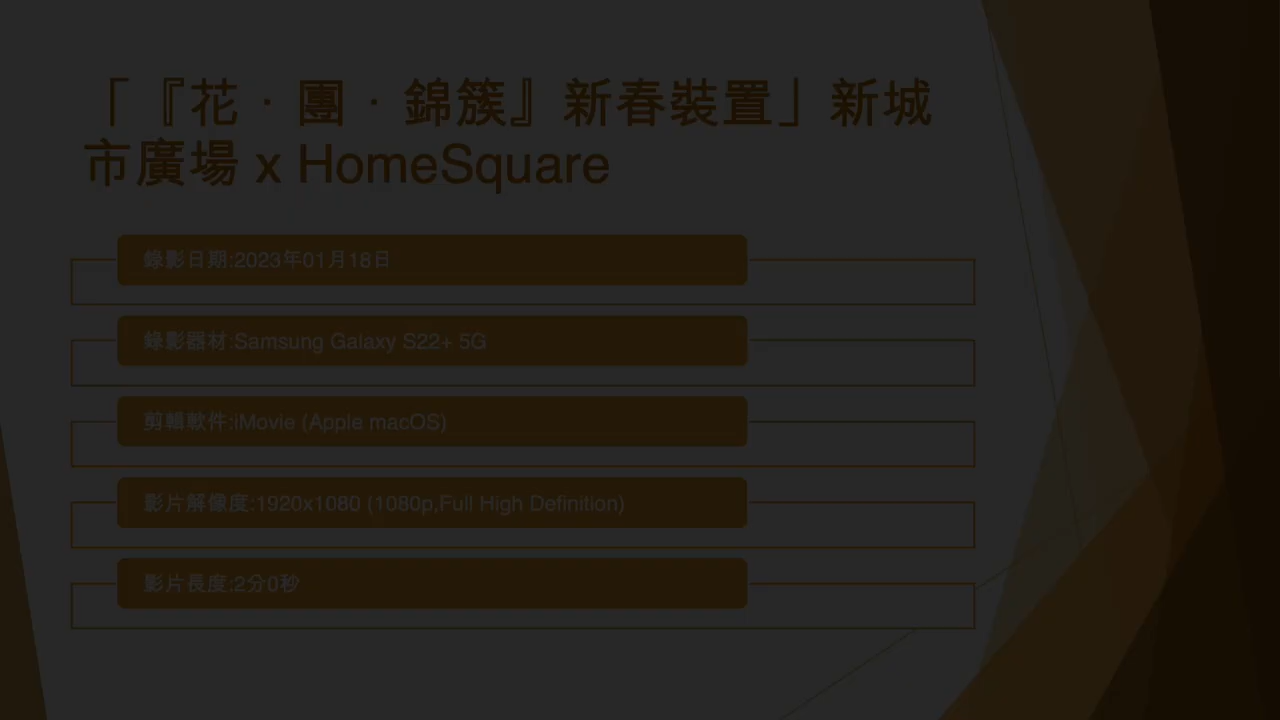 「『花．團．錦簇』新春裝置」新城
市廣場 x HomeSquare
錄影日期:2023年01月18日
錄影器材:Samsung Galaxy S22+ 5G
剪輯軟件:iMovie (Apple macOS)
影片解像度:1920x1080 (1080p,Full High Definition)
影片長度:2分0秒